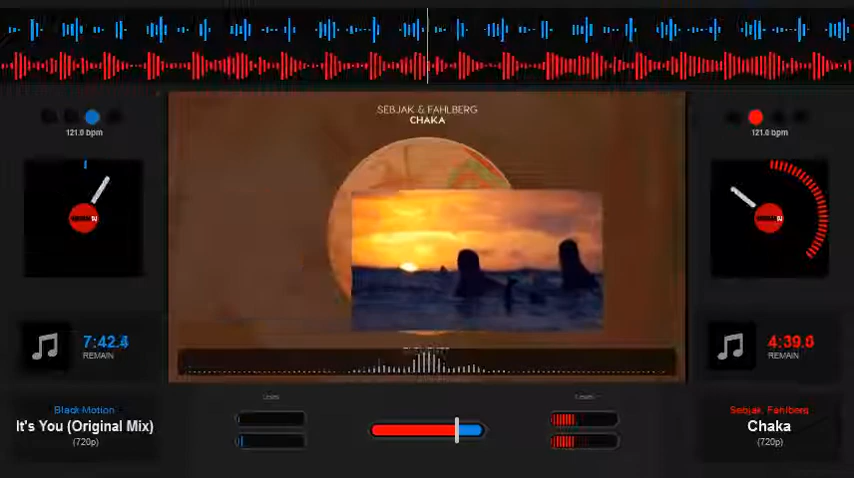 SEBJAK & FAHLBERG
CHAKA
121.0 bpm
121.0 bpm
7:42.4
REMAIN
4:39.0
REMAIN
Black Motion
It's You (Original Mix)
(720p)
Sebjak, Fahlberg
Chaka
(720p)